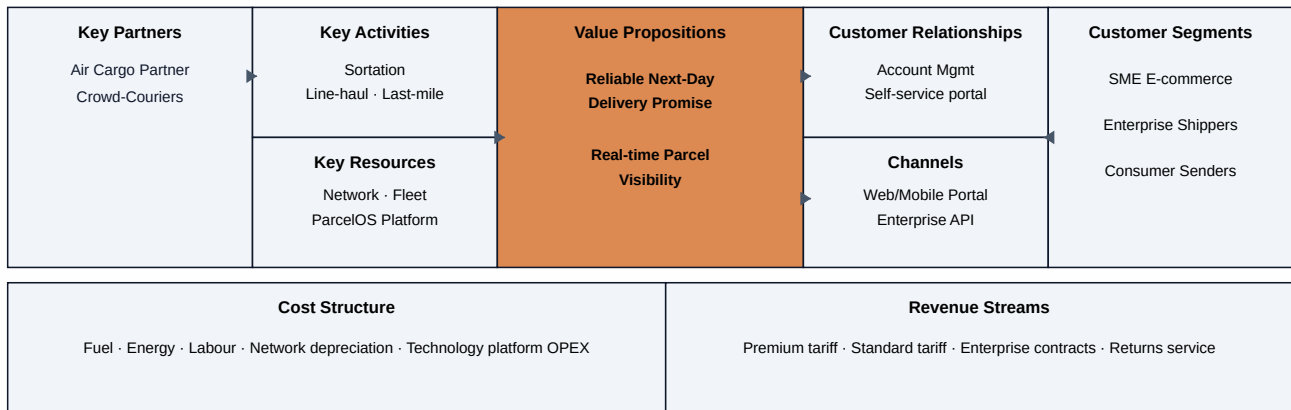 Key Partners
Air Cargo Partner
Crowd-Couriers
Key Activities
Sortation
Line-haul · Last-mile
Key Resources
Network · Fleet
ParcelOS Platform
Value Propositions
Reliable Next-Day
Delivery Promise
Real-time Parcel
Visibility
Customer Relationships
Account Mgmt
Self-service portal
Channels
Web/Mobile Portal
Enterprise API
Customer Segments
SME E-commerce
Enterprise Shippers
Consumer Senders
Cost Structure
Fuel · Energy · Labour · Network depreciation · Technology platform OPEX
Revenue Streams
Premium tariff · Standard tariff · Enterprise contracts · Returns service